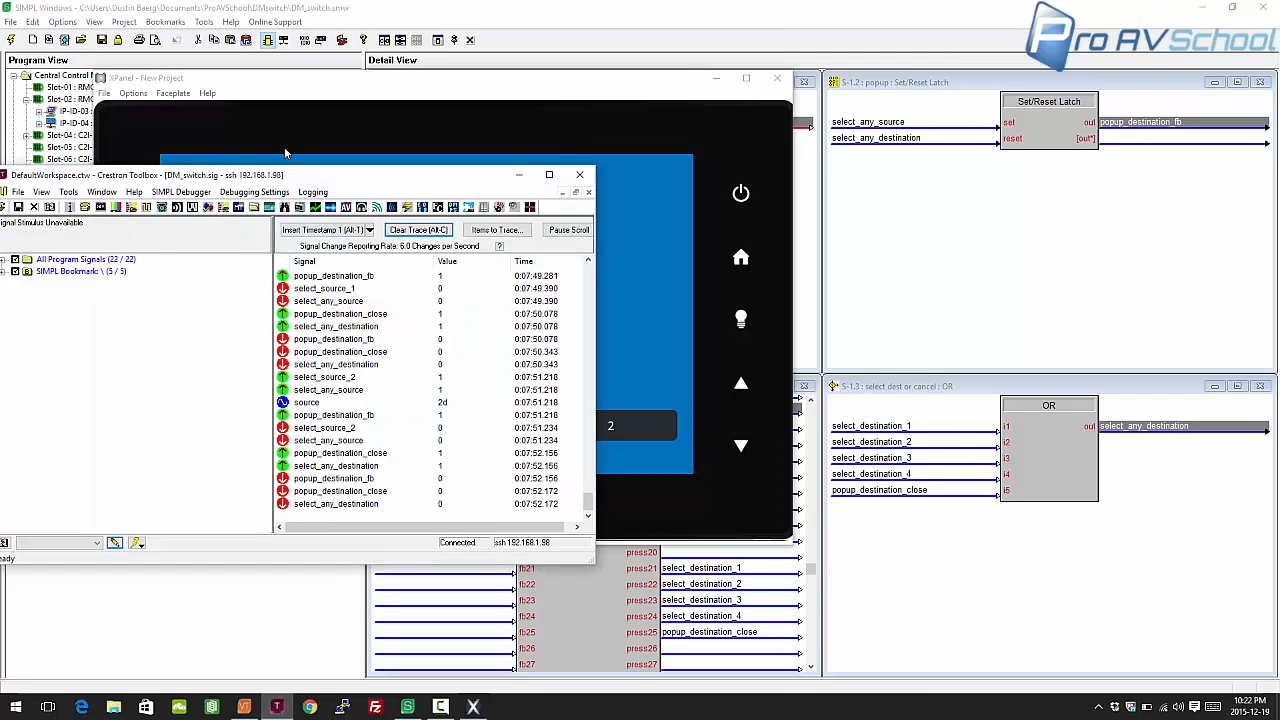 SIMPL Windows - C:\Users\Dustin Baerg\Documents\ProAVSchool\DMswitch\DM_switch.smw
File Edit Options View Project Bookmarks Tools Help Online Support
Pro AVSchool
Program View
Detail View
Central Control
Slot-01 : RMC
Slot-02 : RMC
IP-ID-03
IP-ID-04
Slot-04 : C2I-
Slot-05 : C2I-
Slot-06 : C2I-
XPanel - New Project
File Options Faceplate Help
2
DefaultWorkspace.ctw - Crestron Toolbox - [DM_switch.sig - ssh 192.168.1.98]
File View Tools Window Help SIMPL Debugger Debugging Settings Logging
ignal Stimulus Unavailable
All Program Signals (22 / 22)
SIMPL Bookmark: \ (5 / 5)
Insert Timestamp 1 (Alt-T) Clear Trace (Alt-C) Items to Trace... Pause Scroll
Signal Change Reporting Rate: 6.0 Changes per Second ?
Signal Value Time
popup_destination_fb 1 0:07:49.281
select_source_1 0 0:07:49.390
select_any_source 0 0:07:49.390
popup_destination_close 1 0:07:50.078
select_any_destination 1 0:07:50.078
popup_destination_fb 0 0:07:50.078
popup_destination_close 0 0:07:50.343
select_any_destination 0 0:07:50.343
select_source_2 1 0:07:51.218
select_any_source 1 0:07:51.218
source 2d 0:07:51.218
popup_destination_fb 1 0:07:51.218
select_source_2 0 0:07:51.234
select_any_source 0 0:07:51.234
popup_destination_close 1 0:07:52.156
select_any_destination 1 0:07:52.156
popup_destination_fb 0 0:07:52.156
popup_destination_close 0 0:07:52.172
select_any_destination 0 0:07:52.172
Connected. ssh 192.168.1.98
eady
S-1.2 : popup : Set/Reset Latch
Set/Reset Latch
select_any_source set out popup_destination_fb
select_any_destination reset [out*]
S-1.3 : select dest or cancel : OR
OR
select_destination_1 i1 out select_any_destination
select_destination_2 i2
select_destination_3 i3
select_destination_4 i4
popup_destination_close i5
press20
fb21 press21 select_destination_1
fb22 press22 select_destination_2
fb23 press23 select_destination_3
fb24 press24 select_destination_4
fb25 press25 popup_destination_close
fb26 press26
fb27 press27
10:22 PM
2015-12-19